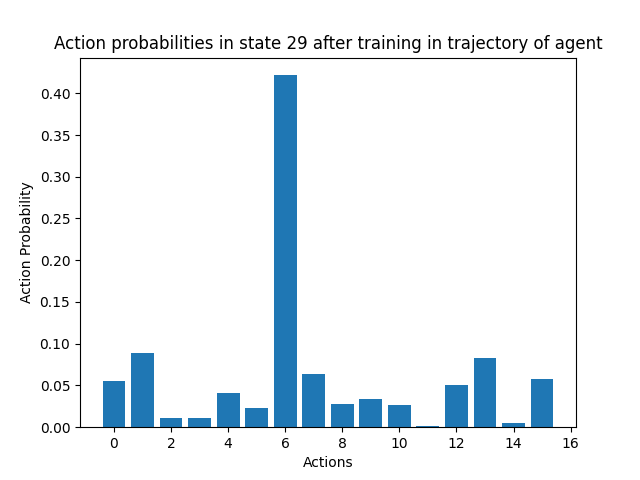 Action probabilities in state 29 after training in trajectory of agent
0.40
0.35
0.30
0.25
0.20
0.15
0.10
0.05
0.00
Action Probability
0 2 4 6 8 10 12 14 16
Actions